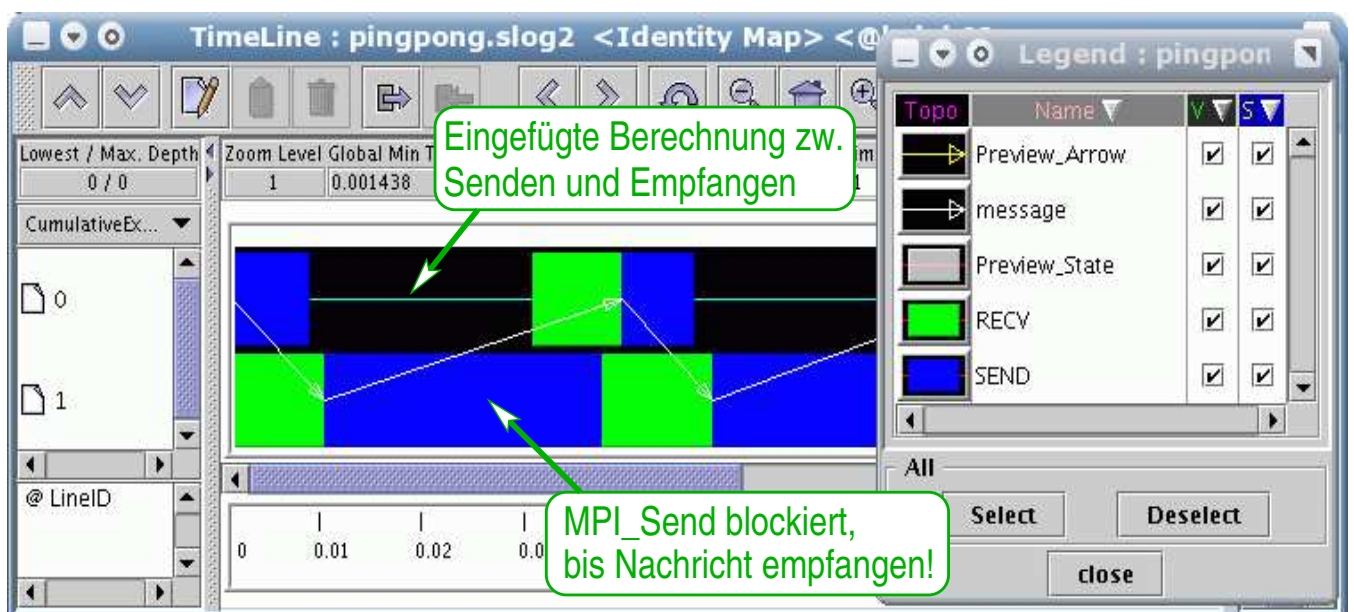 TimeLine : pingpong.slog2 <Identity Map>
Legend : pingpon
Topo Name V S
Lowest / Max. Depth
0 / 0
Zoom Level
1
Global Min
0.001438
Eingefügte Berechnung zw.
Senden und Empfangen
Preview_Arrow
message
Preview_State
RECV
SEND
CumulativeEx...
0
1
All
Select
Deselect
close
@ LineID
0
0.01
0.02
MPI_Send blockiert,
bis Nachricht empfangen!